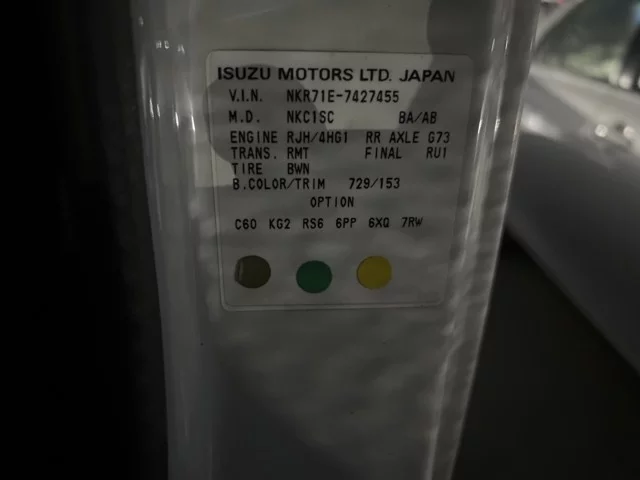 ISUZU MOTORS LTD. JAPAN
V.I.N. NKR71E-7427455
M.D. NKC1SC BA/AB
ENGINE RJH/4HG1 RR AXLE G73
TRANS. RMT FINAL RU1
TIRE BWN
B.COLOR/TRIM 729/153
OPTION
C60 KG2 RS6 6PP 6XQ 7RW